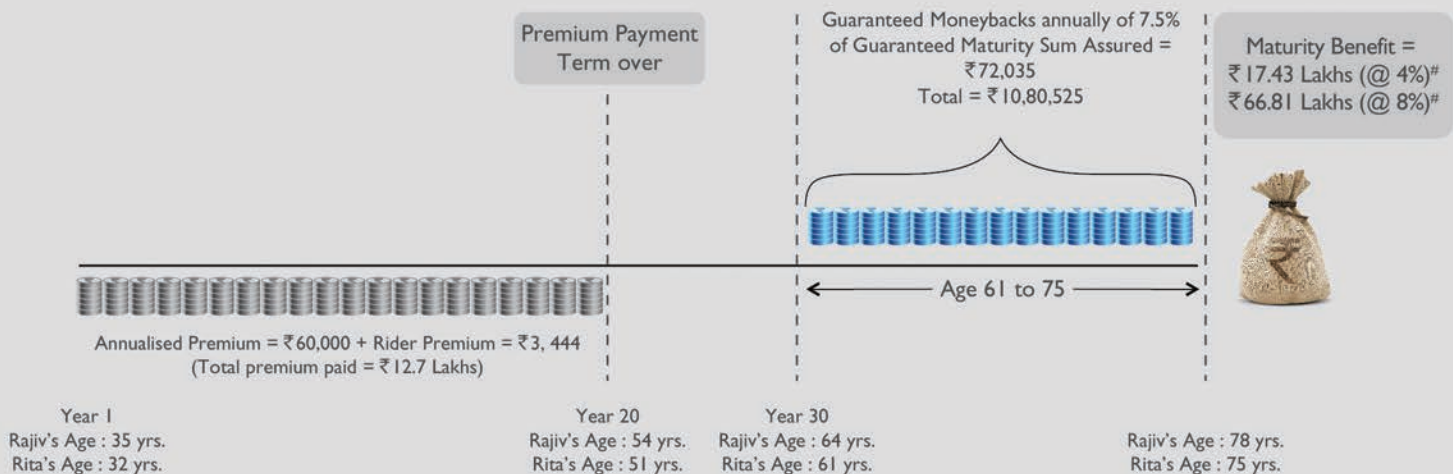 Premium Payment
Term over
Guaranteed Moneybacks annually of 7.5%
of Guaranteed Maturity Sum Assured =
₹72,035
Total = ₹10,80,525
Maturity Benefit =
₹17.43 Lakhs (@ 4%)#
₹66.81 Lakhs (@ 8%)#
₹
Age 61 to 75
Annualised Premium = ₹60,000 + Rider Premium = ₹3, 444
(Total premium paid = ₹12.7 Lakhs)
Year 1
Rajiv's Age : 35 yrs.
Rita's Age : 32 yrs.
Year 20
Rajiv's Age : 54 yrs.
Rita's Age : 51 yrs.
Year 30
Rajiv's Age : 64 yrs.
Rita's Age : 61 yrs.
Rajiv's Age : 78 yrs.
Rita's Age : 75 yrs.